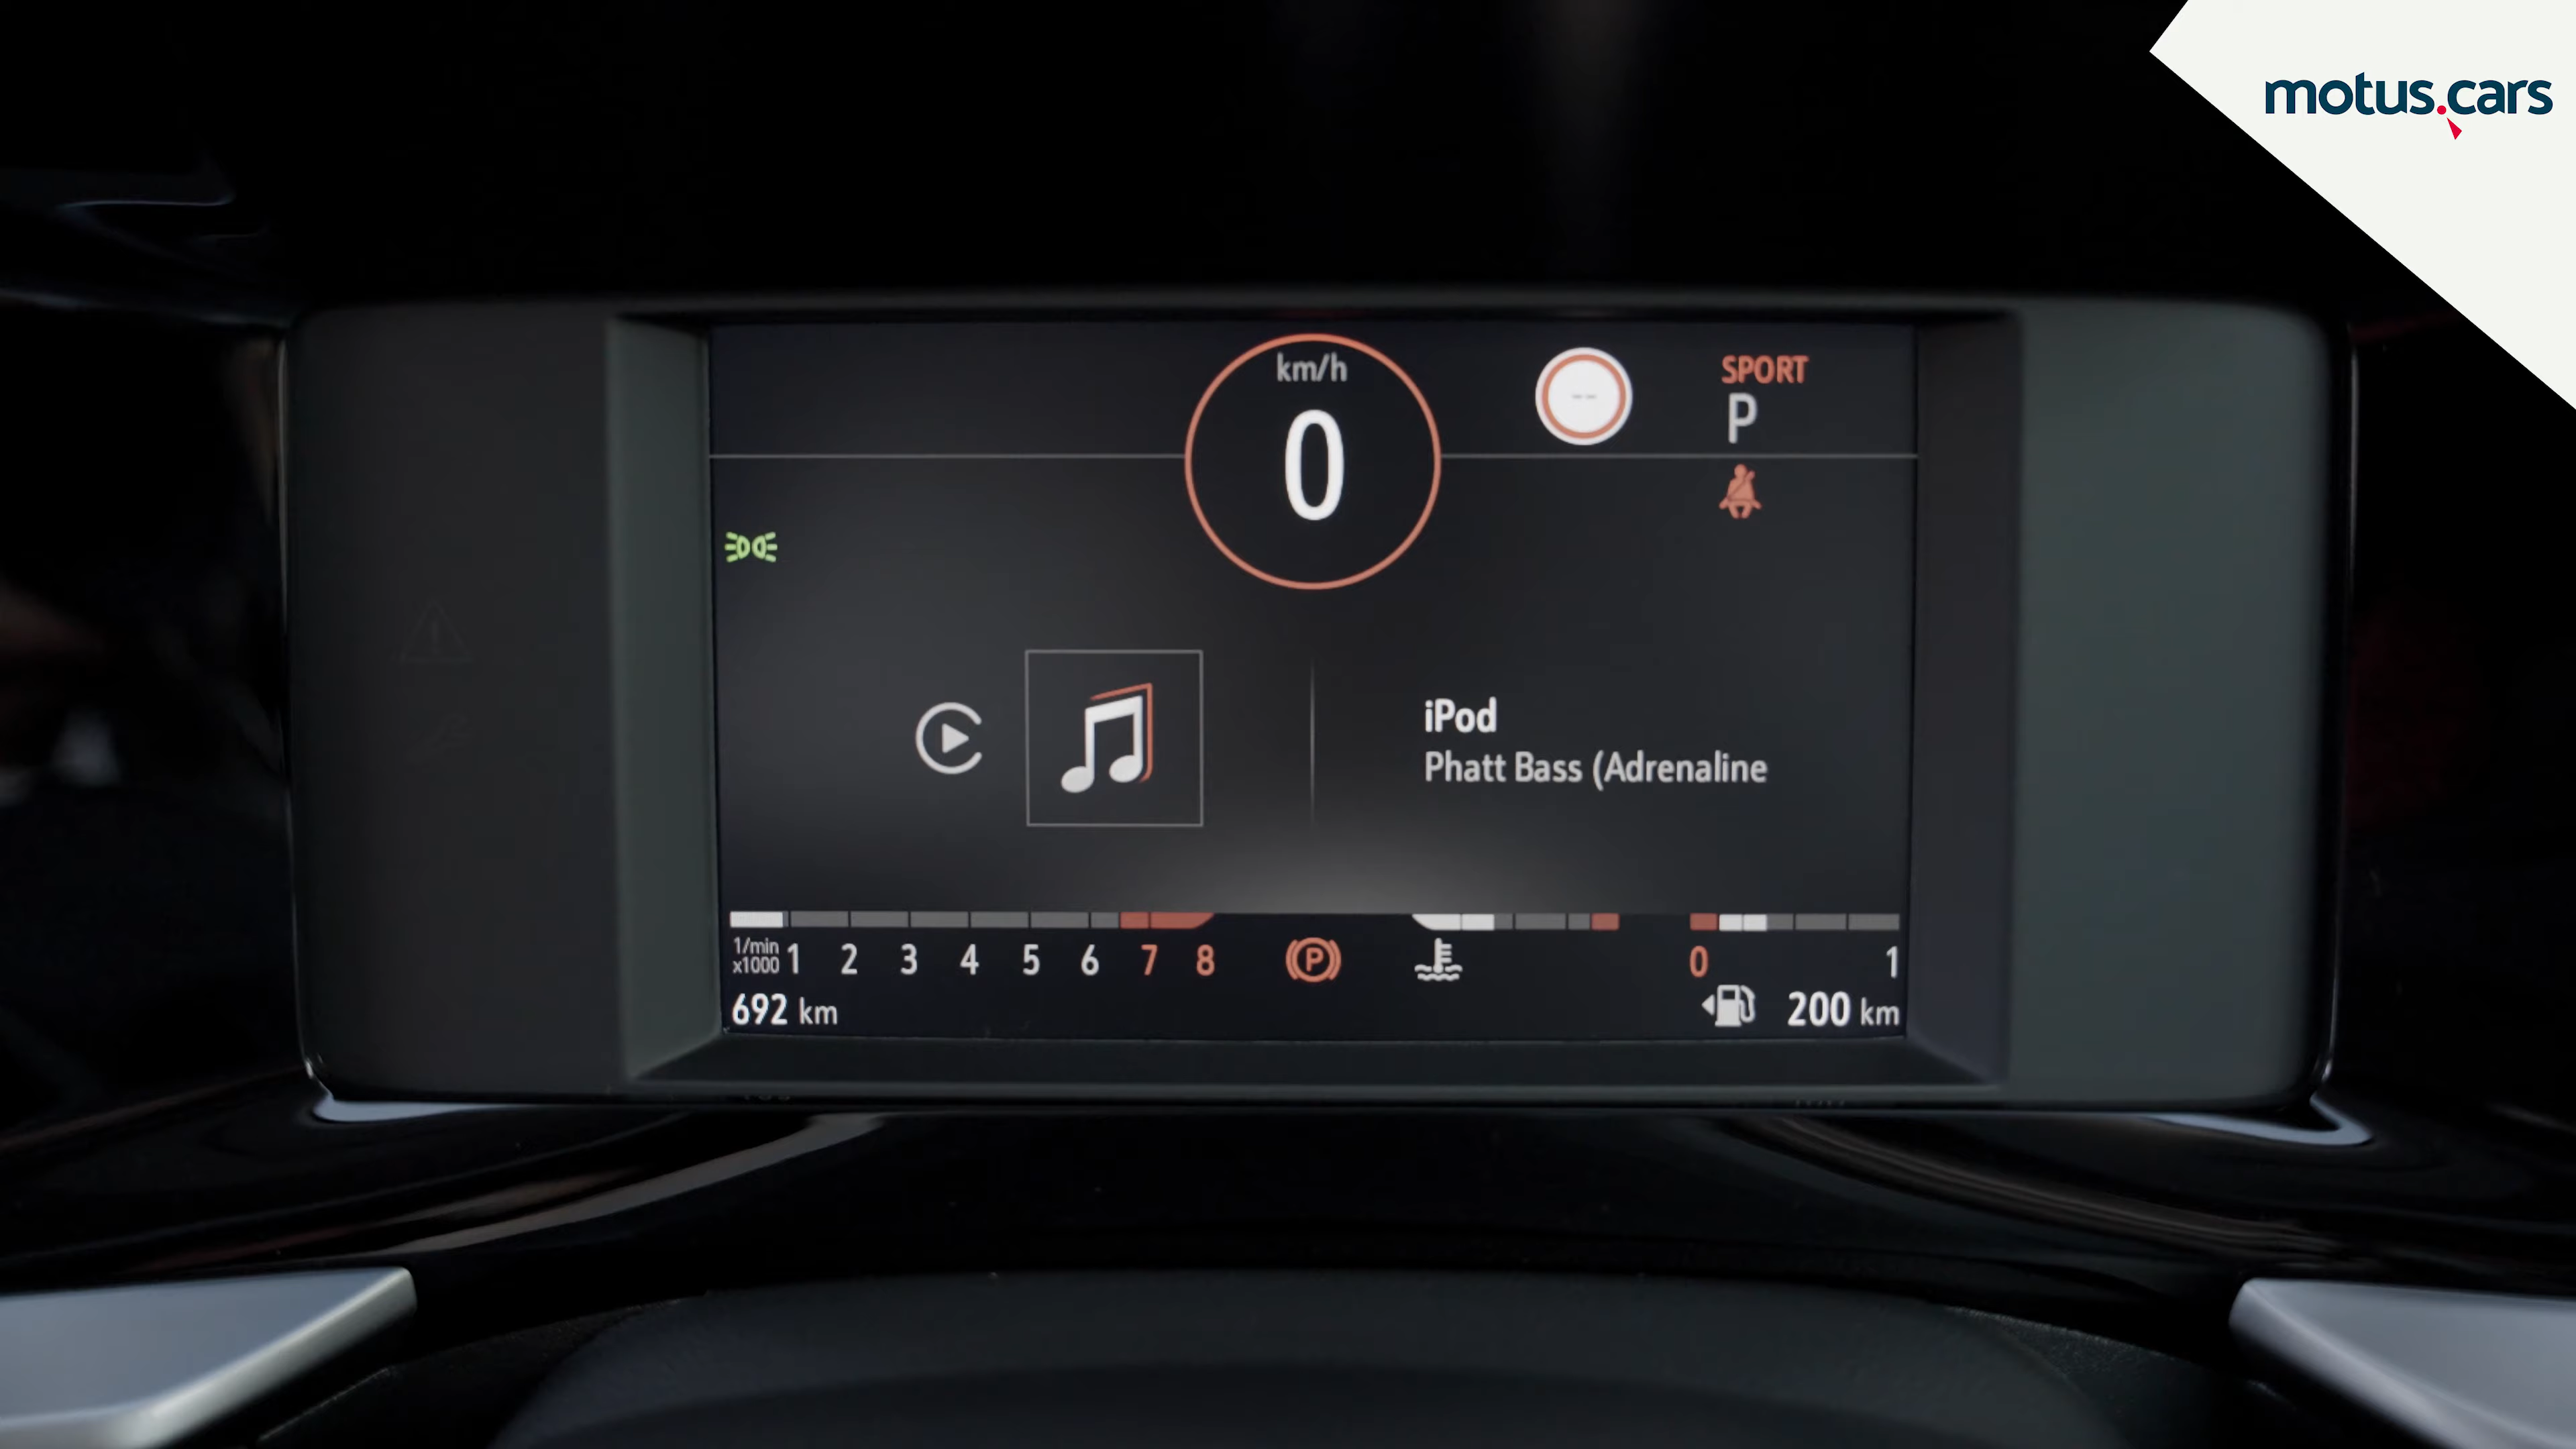 motus.cars
km/h
0
--
SPORT
P
iPod
Phatt Bass (Adrenaline
1/min
x1000
1 2 3 4 5 6 7 8
P
0 1
692 km
200 km